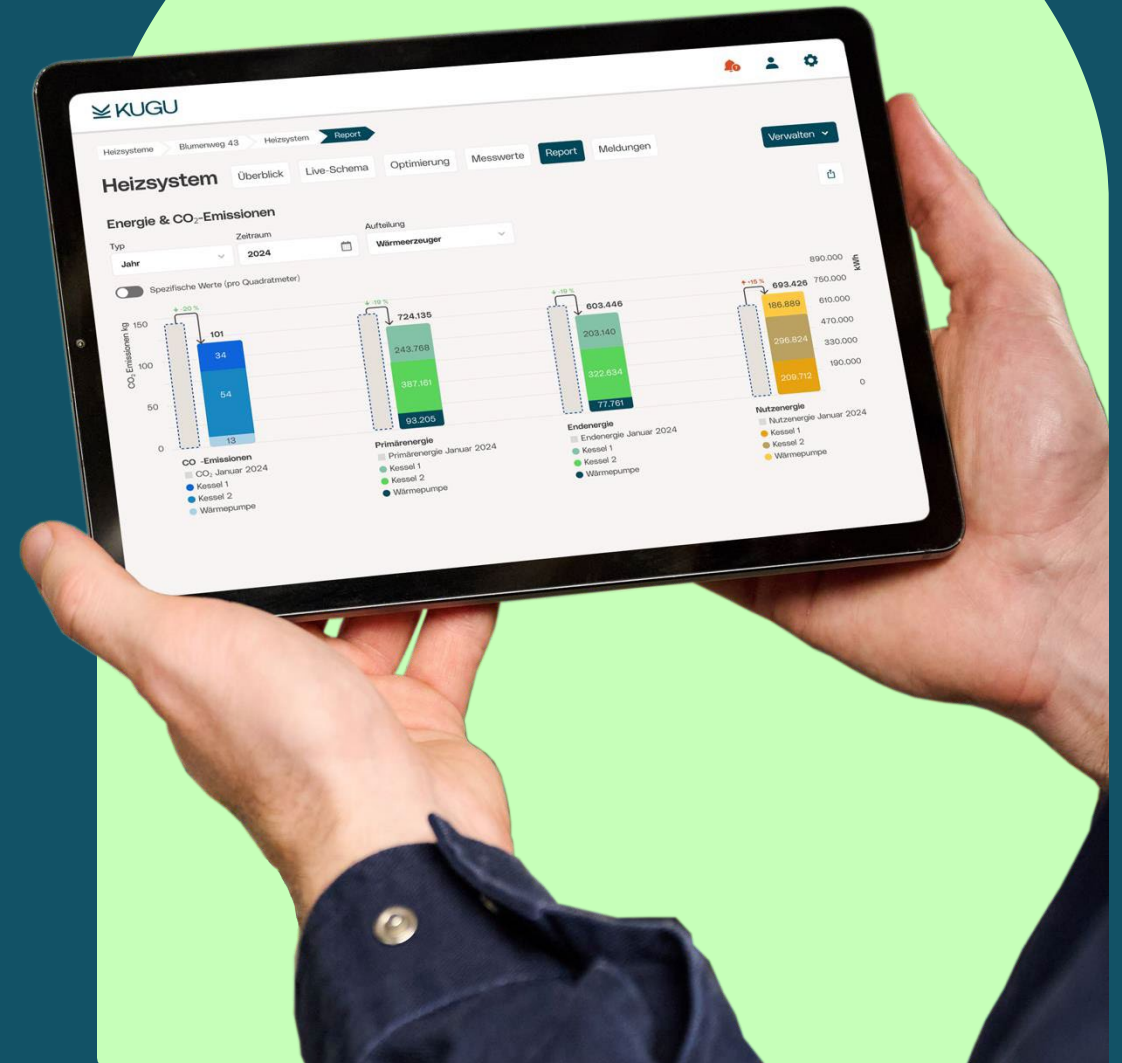 KUGU
Heizsysteme Blumenweg 43 Heizsystem Report
Heizsystem Überblick Live-Schema Optimierung Messwerte Report Meldungen Verwalten
Energie & CO₂-Emissionen
Typ Zeitraum Aufteilung
Jahr 2024 Wärmeerzeuger
Spezifische Werte (pro Quadratmeter)
CO₂ Emissionen kg
150
100
50
0
-20 %
101
34
54
13
CO -Emissionen
CO₂ Januar 2024
Kessel 1
Kessel 2
Wärmepumpe
-19 %
724.135
243.768
387.161
93.205
Primärenergie
Primärenergie Januar 2024
Kessel 1
Kessel 2
Wärmepumpe
-19 %
603.446
203.140
322.634
77.761
Endenergie
Endenergie Januar 2024
Kessel 1
Kessel 2
Wärmepumpe
-15 %
693.426
186.889
296.824
209.712
Nutzenergie
Nutzenergie Januar 2024
Kessel 1
Kessel 2
Wärmepumpe
kWh
890.000
750.000
610.000
470.000
330.000
190.000
0